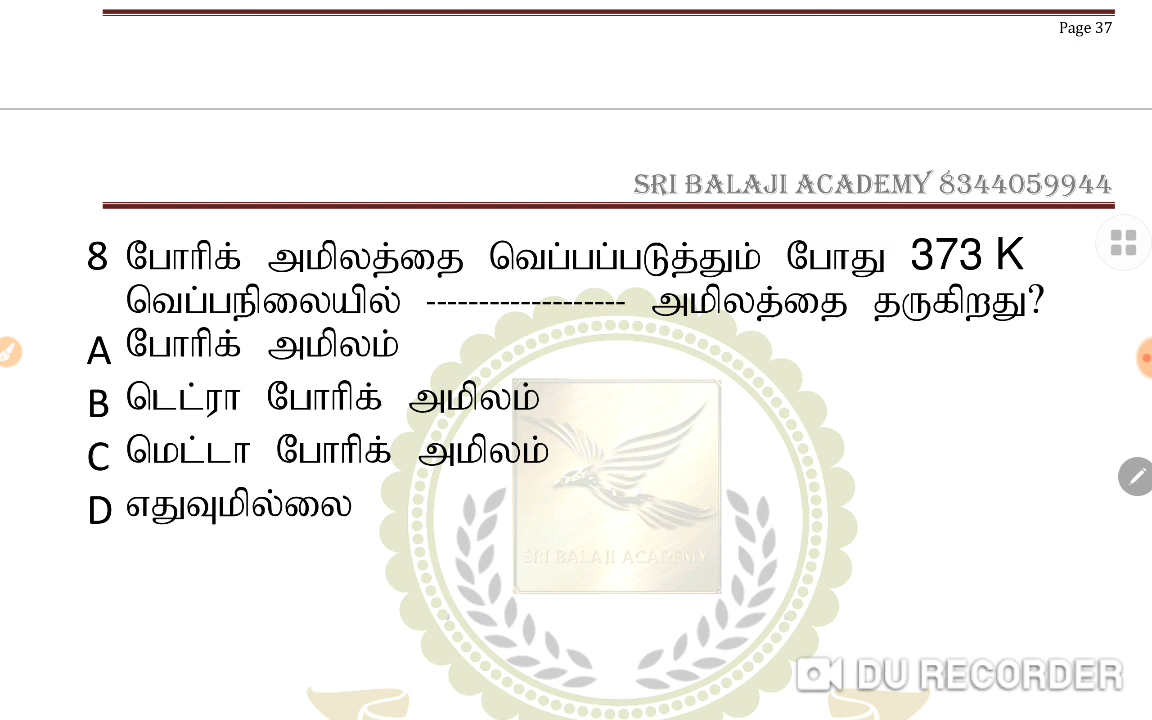 Page 37
SRI BALAJI ACADEMY 8344059944
8 போரிக் அமிலத்தை வெப்பப்படுத்தும் போது 373 K
வெப்பநிலையில் ------------------- அமிலத்தை தருகிறது?
A போரிக் அமிலம்
B டெட்ரா போரிக் அமிலம்
C மெட்டா போரிக் அமிலம்
D எதுவுமில்லை
SRI BALAJI ACADEMY
DU RECORDER